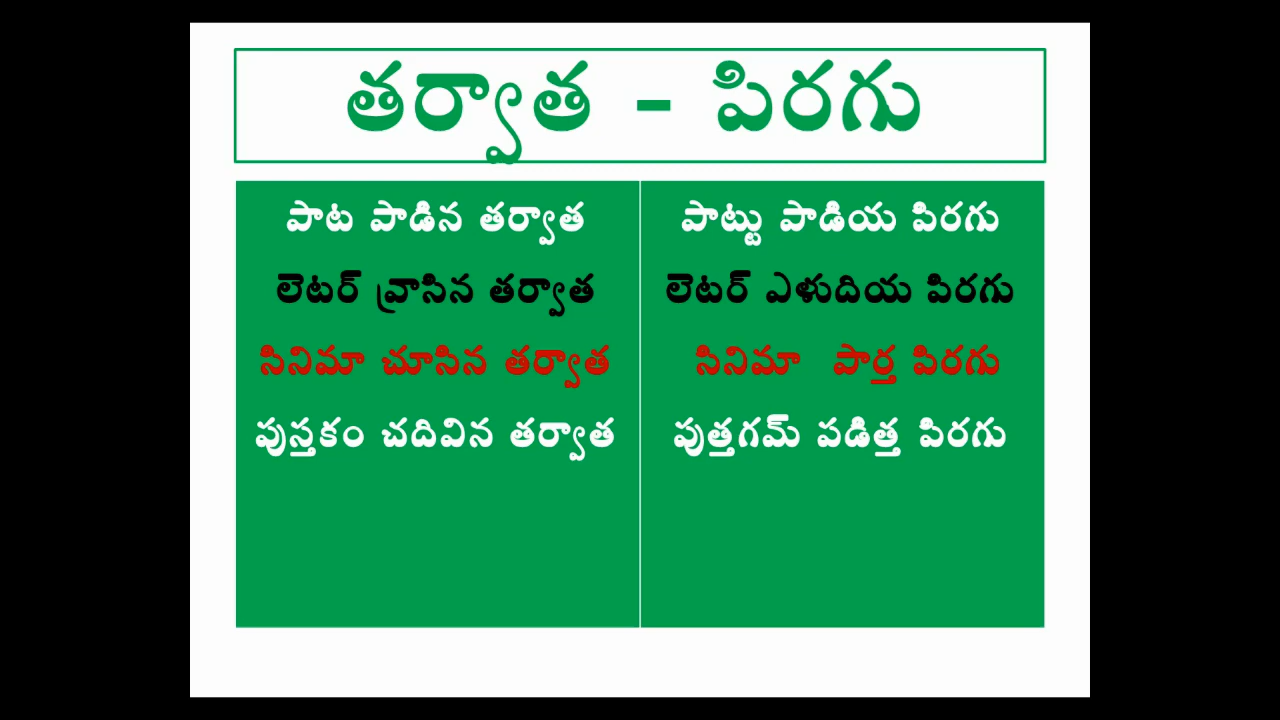 తర్వాత - పిరగు
పాట పాడిన తర్వాత
పాట్టు పాడియ పిరగు
లెటర్ వ్రాసిన తర్వాత
లెటర్ ఎళుదియ పిరగు
సినిమా చూసిన తర్వాత
సినిమా పార్త పిరగు
పుస్తకం చదివిన తర్వాత
పుత్తగమ్ పడిత్త పిరగు